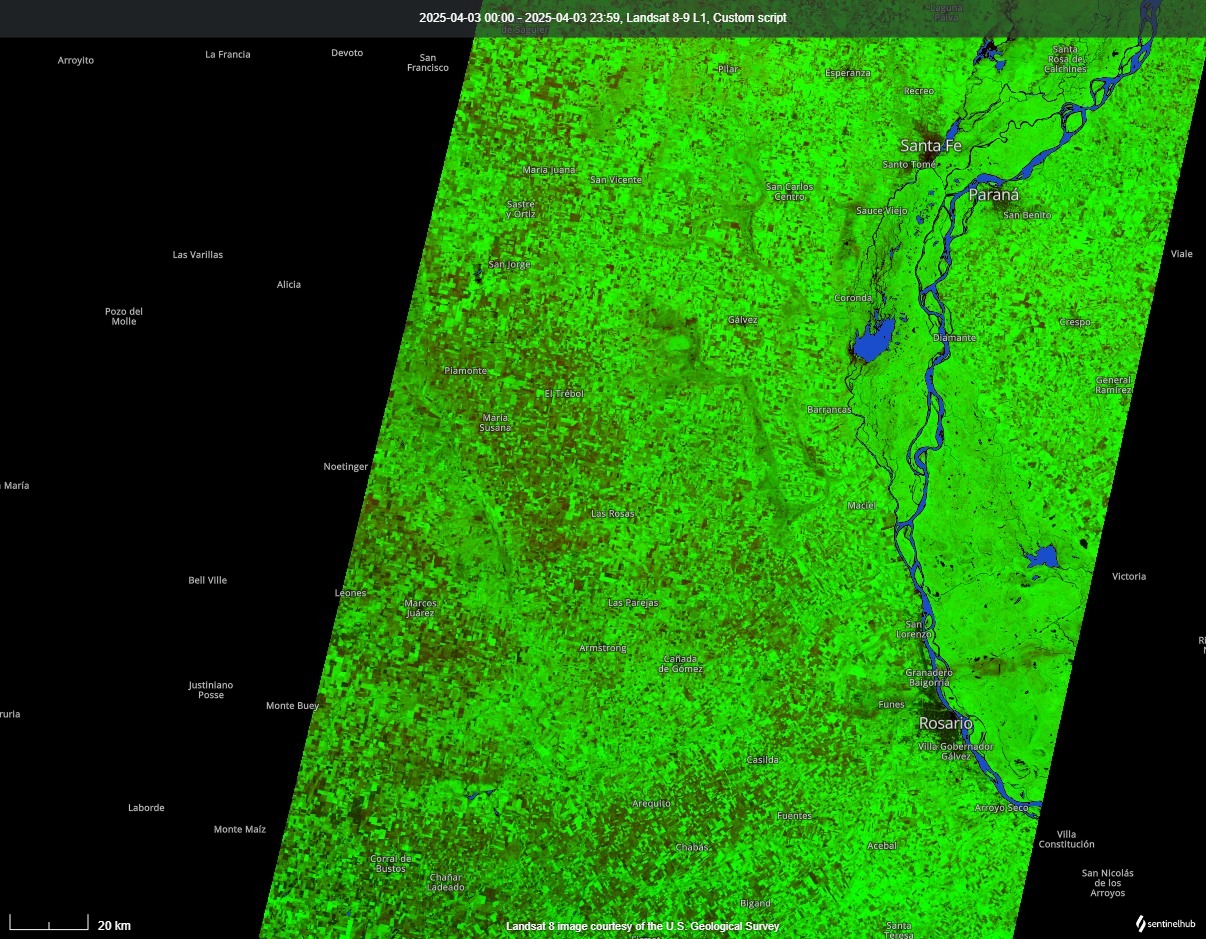 2025-04-03 00:00 - 2025-04-03 23:59, Landsat 8-9 L1, Custom script
Laguna
Paiva
de Saguier
Arroyito
La Francia
Devoto
San
Francisco
Pilar
Esperanza
Santa
Rosa de
Calchines
Recreo
Santa Fe
Santo Tomé
María Juana
San Vicente
San Carlos
Centro
Paraná
Sastre
y Ortiz
Sauce Viejo
San Benito
Las Varillas
Viale
San Jorge
Alicia
Coronda
Pozo del
Molle
Gálvez
Crespo
Diamante
Piamonte
General
Ramírez
El Trébol
Barrancas
María
Susana
Noetinger
María
Maciel
Las Rosas
Bell Ville
Victoria
Leones
Marcos
Juárez
Las Parejas
San
Lorenzo
Armstrong
Cañada
de Gómez
Granadero
Baigorria
Justiniano
Posse
Monte Buey
Funes
ruria
Rosario
Villa Gobernador
Gálvez
Casilda
Laborde
Arequito
Arroyo Seco
Fuentes
Monte Maíz
Villa
Constitución
Chabás
Acebal
Corral de
Bustos
Chañar
Ladeado
San Nicolás
de los
Arroyos
Bigand
20 km
Landsat 8 image courtesy of the U.S. Geological Survey
Santa
Teresa
sentinelhub